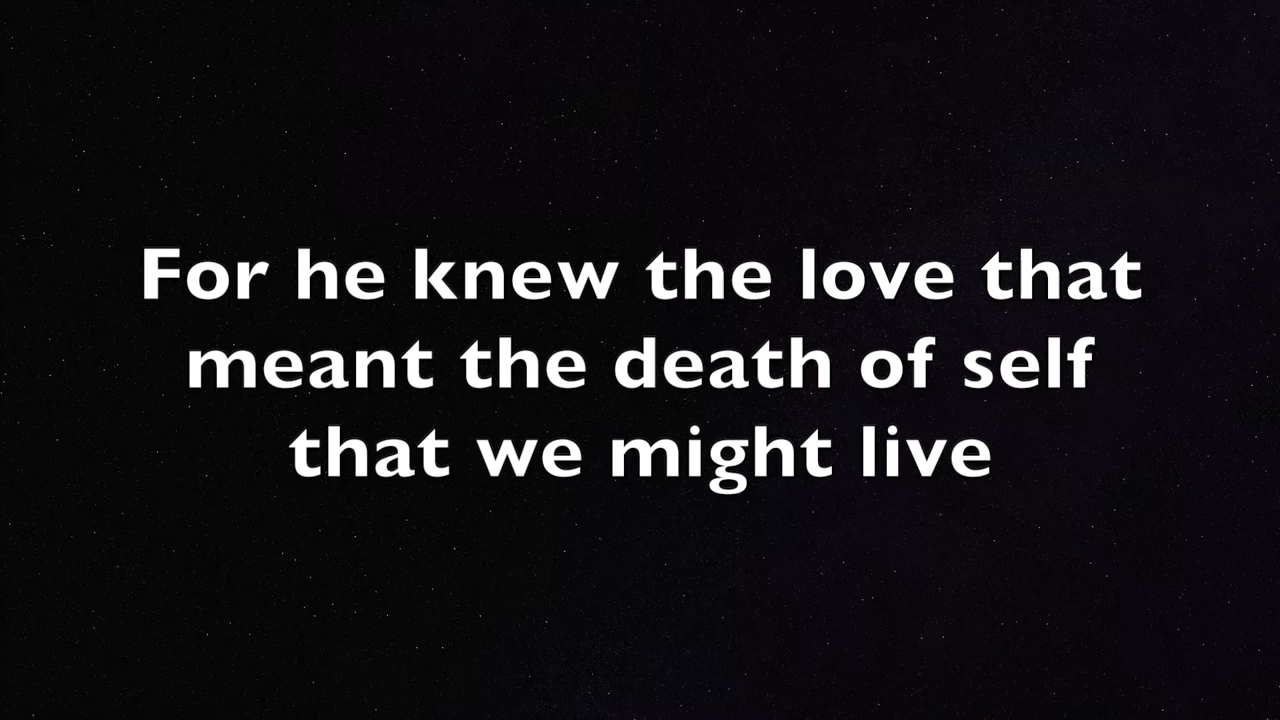 For he knew the love that
meant the death of self
that we might live